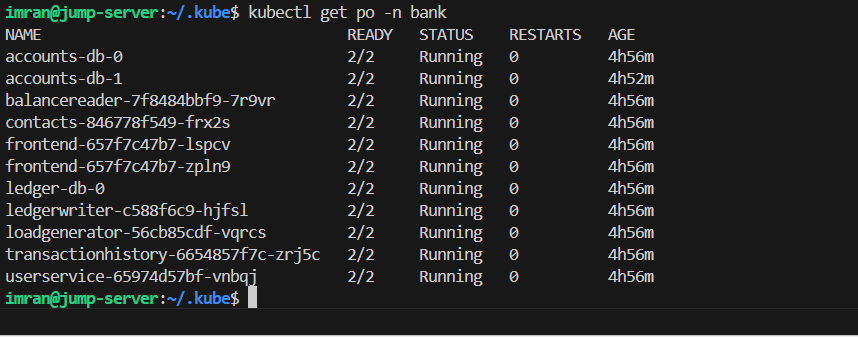 imran@jump-server:~/.kube$ kubectl get po -n bank
NAME READY STATUS RESTARTS AGE
accounts-db-0 2/2 Running 0 4h56m
accounts-db-1 2/2 Running 0 4h52m
balancereader-7f8484bbf9-7r9vr 2/2 Running 0 4h56m
contacts-846778f549-frx2s 2/2 Running 0 4h56m
frontend-657f7c47b7-lspcv 2/2 Running 0 4h56m
frontend-657f7c47b7-zpln9 2/2 Running 0 4h56m
ledger-db-0 2/2 Running 0 4h56m
ledgerwriter-c588f6c9-hjfsl 2/2 Running 0 4h56m
loadgenerator-56cb85cdf-vqrcs 2/2 Running 0 4h56m
transactionhistory-6654857f7c-zrj5c 2/2 Running 0 4h56m
userservice-65974d57bf-vnbqj 2/2 Running 0 4h56m
imran@jump-server:~/.kube$